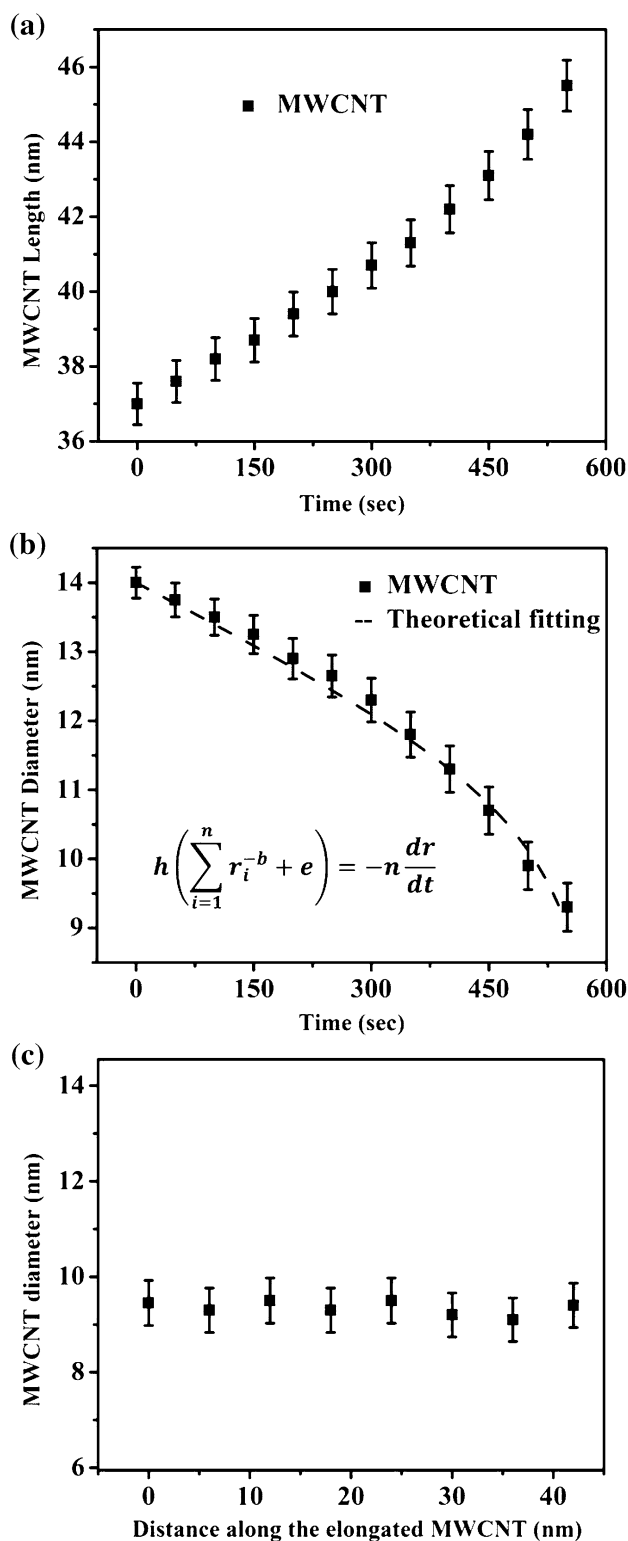 (a)
46
44
42
40
38
36
MWCNT Length (nm)
MWCNT
0 150 300 450 600
Time (sec)
(b)
14
13
12
11
10
9
MWCNT Diameter (nm)
MWCNT
-- Theoretical fitting
h(∑_{i=1}^{n} r_i^{-b} + e) = -n dr/dt
0 150 300 450 600
Time (sec)
(c)
14
12
10
8
6
MWCNT diameter (nm)
0 10 20 30 40
Distance along the elongated MWCNT (nm)